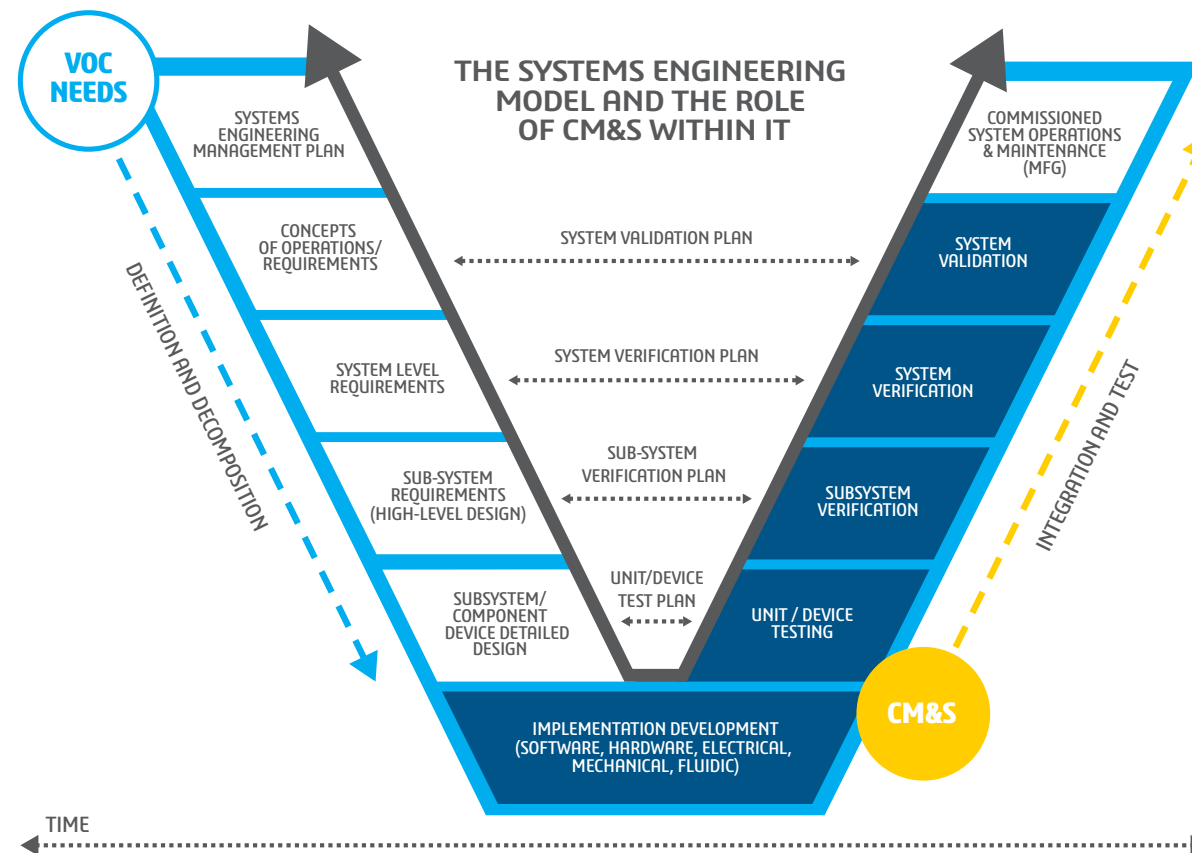 VOC
NEEDS
THE SYSTEMS ENGINEERING
MODEL AND THE ROLE
OF CM&S WITHIN IT
SYSTEMS
ENGINEERING
MANAGEMENT PLAN
CONCEPTS
OF OPERATIONS/
REQUIREMENTS
SYSTEM LEVEL
REQUIREMENTS
SUB-SYSTEM
REQUIREMENTS
(HIGH-LEVEL DESIGN)
SUBSYSTEM/
COMPONENT
DEVICE DETAILED
DESIGN
DEFINITION AND DECOMPOSITION
SYSTEM VALIDATION PLAN
SYSTEM VERIFICATION PLAN
SUB-SYSTEM
VERIFICATION PLAN
UNIT/DEVICE
TEST PLAN
COMMISSIONED
SYSTEM OPERATIONS
& MAINTENANCE
(MFG)
SYSTEM
VALIDATION
SYSTEM
VERIFICATION
SUBSYSTEM
VERIFICATION
UNIT / DEVICE
TESTING
INTEGRATION AND TEST
CM&S
IMPLEMENTATION DEVELOPMENT
(SOFTWARE, HARDWARE, ELECTRICAL,
MECHANICAL, FLUIDIC)
TIME